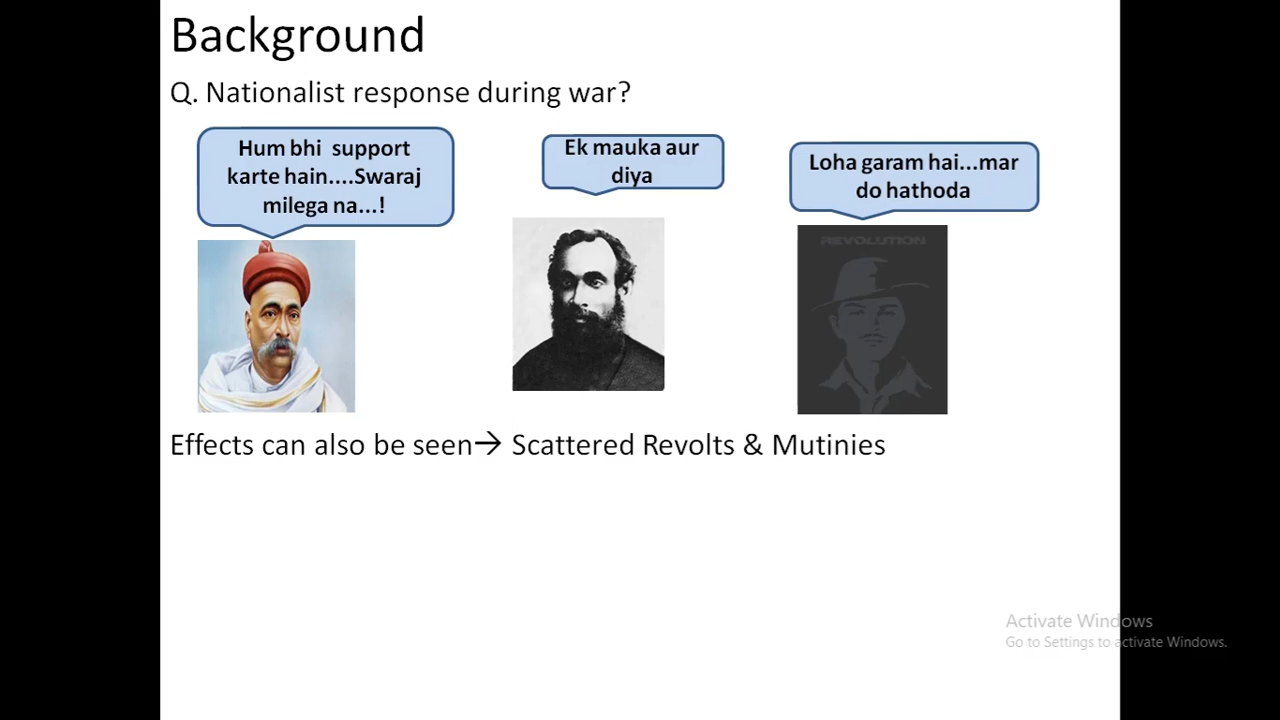 Background
Q. Nationalist response during war?
Hum bhi support
karte hain....Swaraj
milega na...!
Ek mauka aur
diya
Loha garam hai...mar
do hathoda
REVOLUTION
Effects can also be seen→ Scattered Revolts & Mutinies
Activate Windows
Go to Settings to activate Windows.